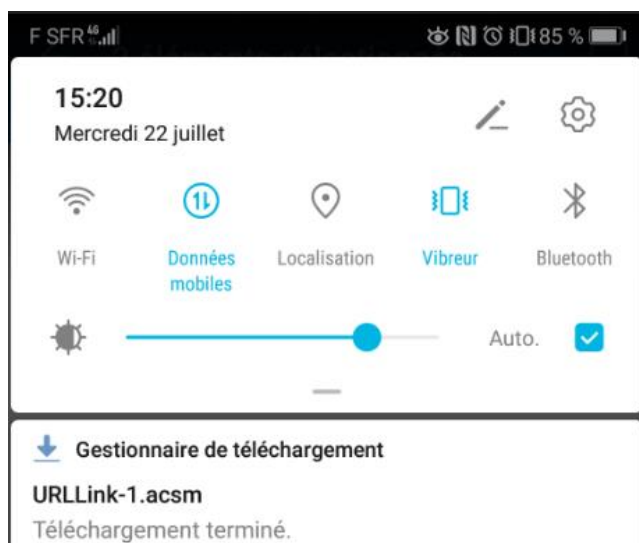 F SFR 4G 85 %
15:20
Mercredi 22 juillet
Wi-Fi
Données
mobiles
Localisation
Vibreur
Bluetooth
Auto.
Gestionnaire de téléchargement
URLLink-1.acsm
Téléchargement terminé.